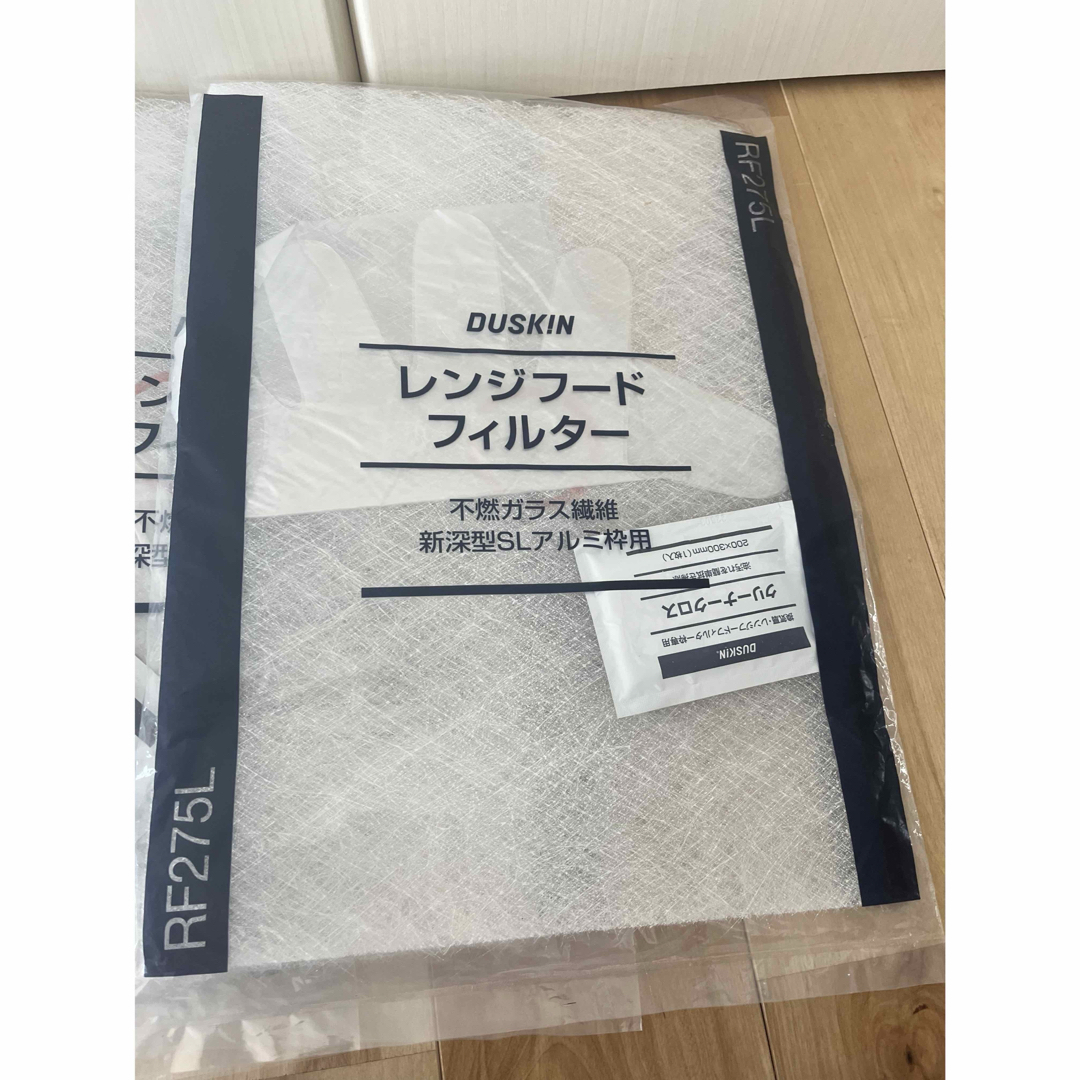 DUSKIN
レンジフード
フィルター
不燃ガラス繊維
新深型SLアルミ枠用
RF275L
RF275L
DUSKIN
換気扇・レンジフードフィルター枠専用
クリーナークロス
油汚れを簡単拭き掃除
200×300mm(1枚入)